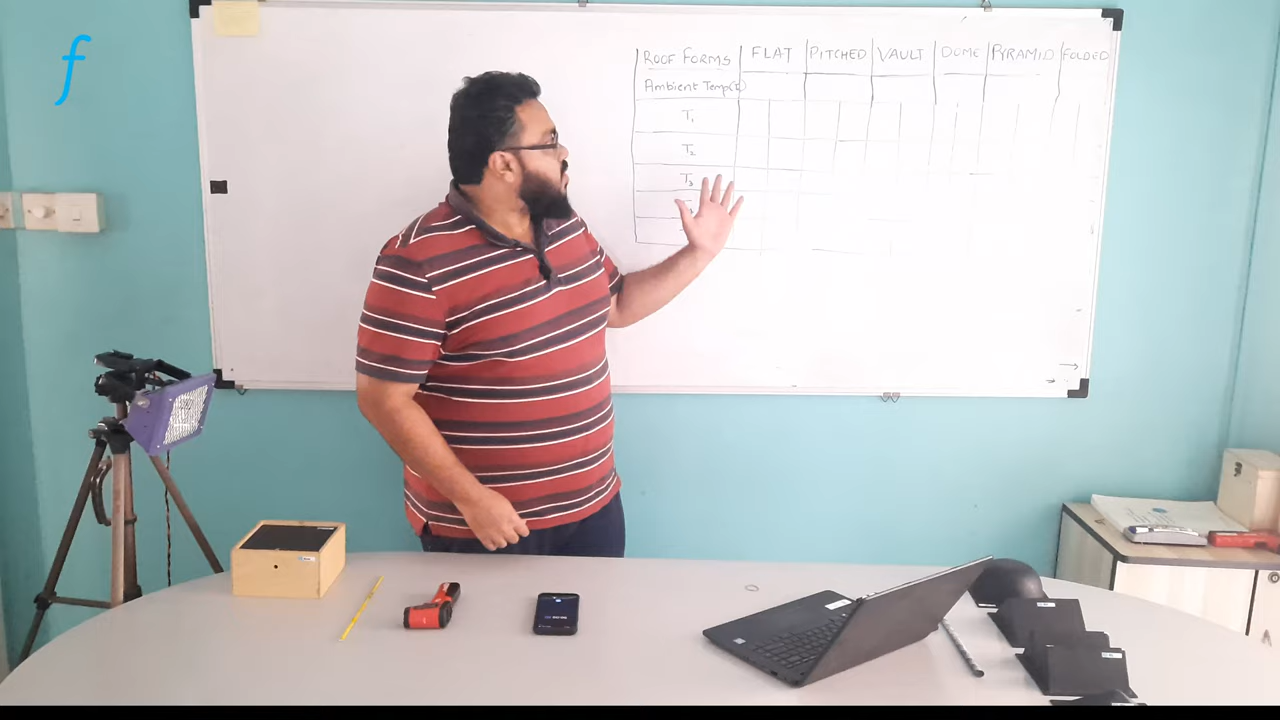 f
ROOF FORMS FLAT PITCHED VAULT DOME PYRAMID FOLDED
Ambient Temp
T₁
T₂
T₃